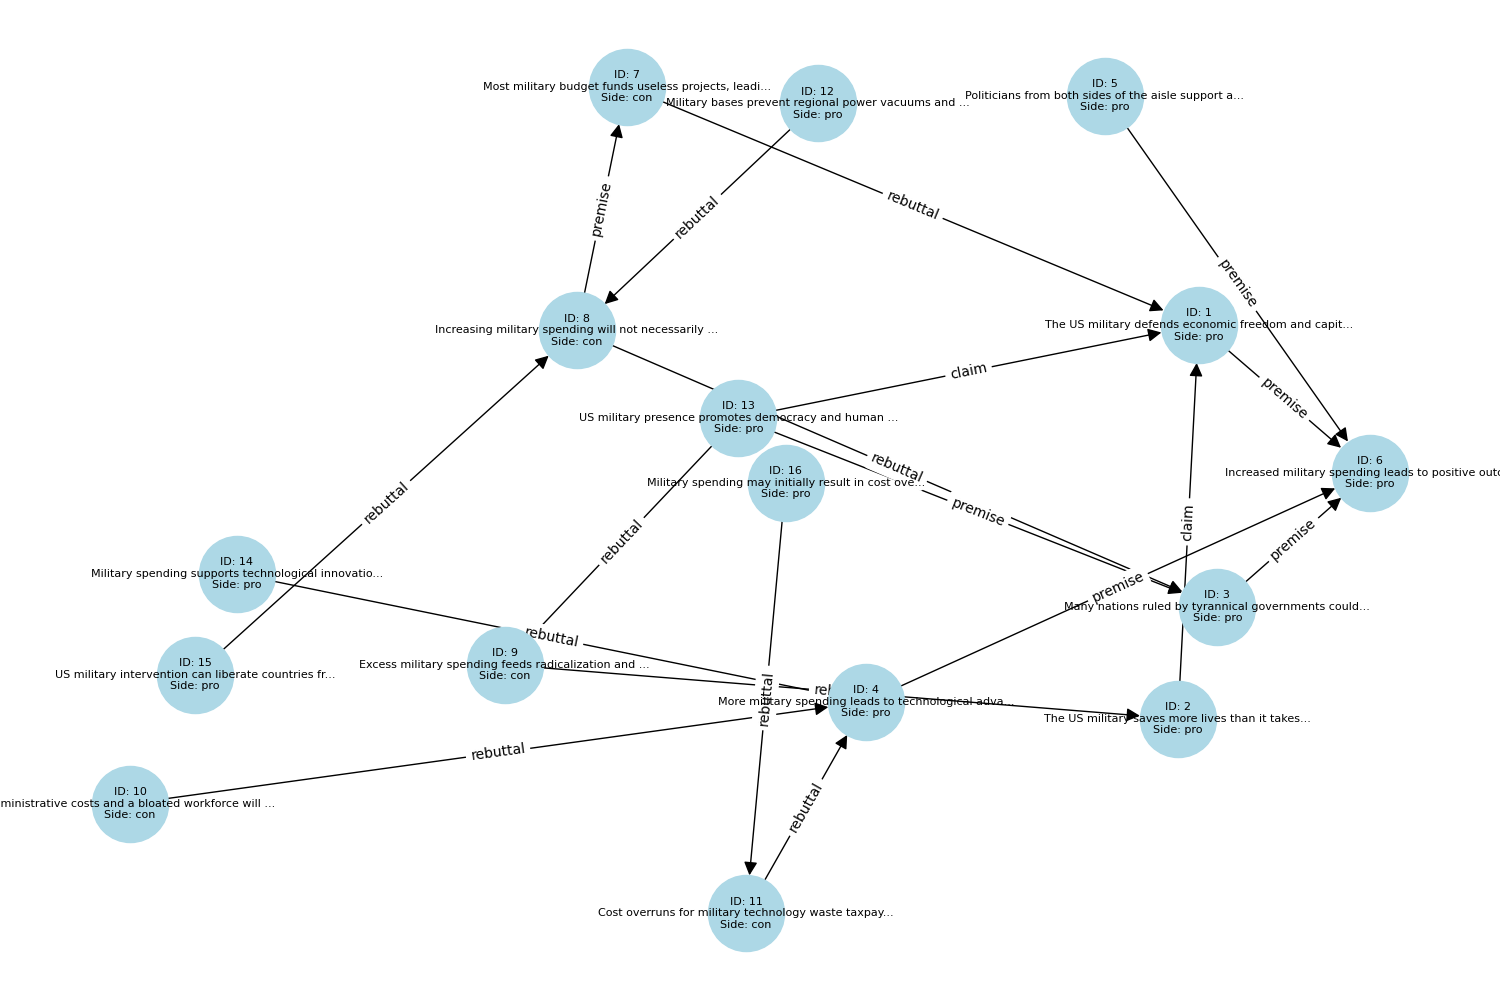 ID: 7
Most military budget funds useless projects, leadi...
Side: con
ID: 12
Military bases prevent regional power vacuums and ...
Side: pro
ID: 5
Politicians from both sides of the aisle support a...
Side: pro
premise
rebuttal
rebuttal
premise
ID: 8
Increasing military spending will not necessarily ...
Side: con
ID: 1
The US military defends economic freedom and capit...
Side: pro
claim
premise
ID: 13
US military presence promotes democracy and human ...
Side: pro
ID: 16
Military spending may initially result in cost ove...
Side: pro
rebuttal
premise
ID: 6
Increased military spending leads to positive
Side: pro
rebuttal
rebuttal
claim
premise
ID: 14
Military spending supports technological innovatio...
Side: pro
premise
ID: 3
Many nations ruled by tyrannical governments could...
Side: pro
rebuttal
ID: 15
US military intervention can liberate countries fr...
Side: pro
ID: 9
Excess military spending feeds radicalization and ...
Side: con
rebuttal
ID: 4
More military spending leads to technological adva...
Side: pro
ID: 2
The US military saves more lives than it takes...
Side: pro
rebuttal
ID: 10
costs and a bloated workforce will ...
Side: con
rebuttal
ID: 11
Cost overruns for military technology waste taxpay...
Side: con